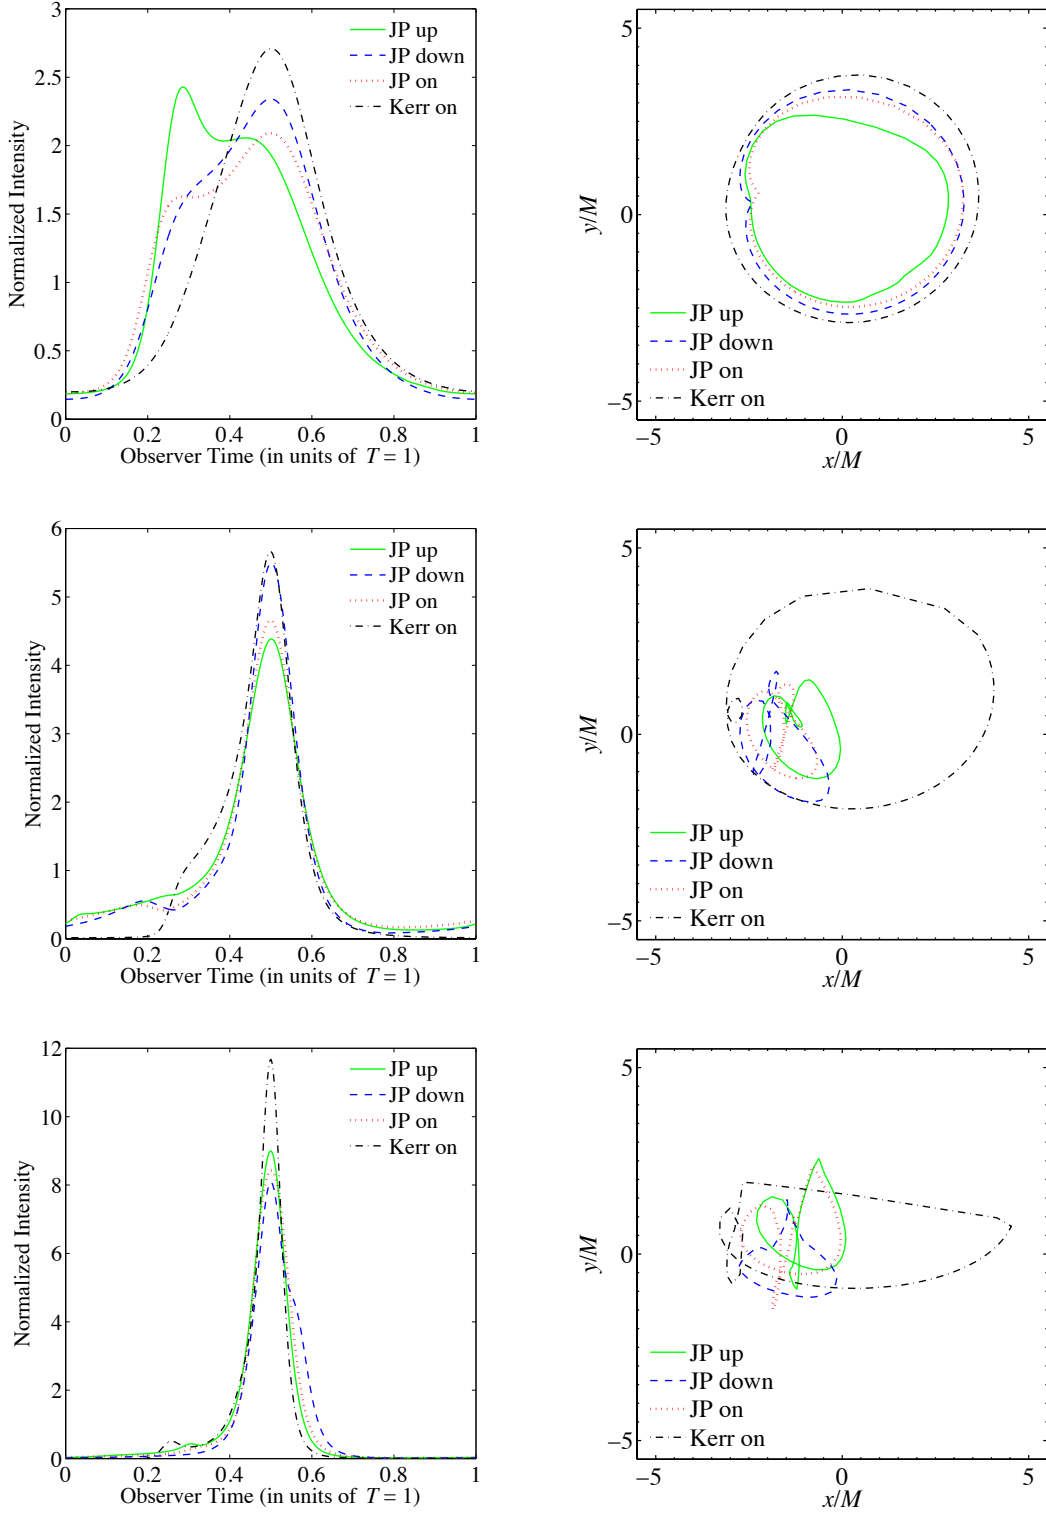 3
2.5
2
1.5
1
0.5
0
Normalized Intensity
JP up
JP down
JP on
Kerr on
0 0.2 0.4 0.6 0.8 1
Observer Time (in units of T = 1)
5
0
−5
y/M
JP up
JP down
JP on
Kerr on
−5 0 5
x/M
6
5
4
3
2
1
0
Normalized Intensity
JP up
JP down
JP on
Kerr on
0 0.2 0.4 0.6 0.8 1
Observer Time (in units of T = 1)
5
0
−5
y/M
JP up
JP down
JP on
Kerr on
−5 0 5
x/M
12
10
8
6
4
2
0
Normalized Intensity
JP up
JP down
JP on
Kerr on
0 0.2 0.4 0.6 0.8 1
Observer Time (in units of T = 1)
5
0
−5
y/M
JP up
JP down
JP on
Kerr on
−5 0 5
x/M